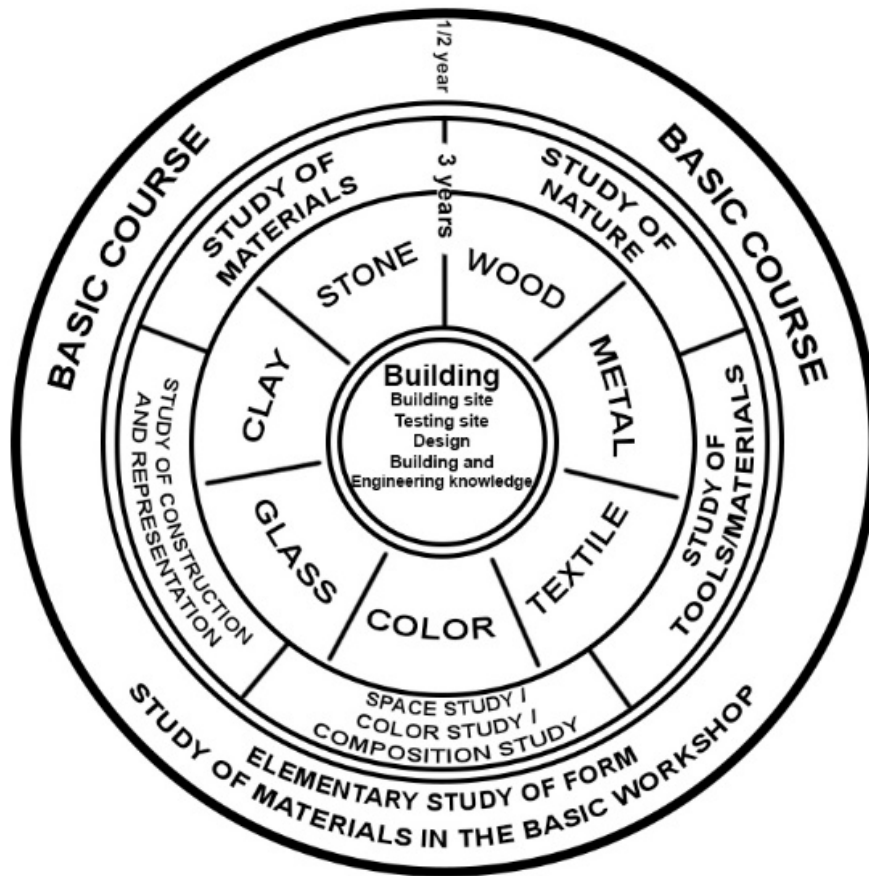 1/2 year
BASIC COURSE
BASIC COURSE
3 years
STUDY OF
MATERIALS
STUDY OF
NATURE
STONE
WOOD
CLAY
METAL
Building
Building site
Testing site
Design
Building and
Engineering knowledge
STUDY OF CONSTRUCTION
AND REPRESENTATION
STUDY OF
TOOLS/MATERIALS
GLASS
TEXTILE
COLOR
SPACE STUDY /
COLOR STUDY /
COMPOSITION STUDY
ELEMENTARY STUDY OF FORM
STUDY OF MATERIALS IN THE BASIC WORKSHOP